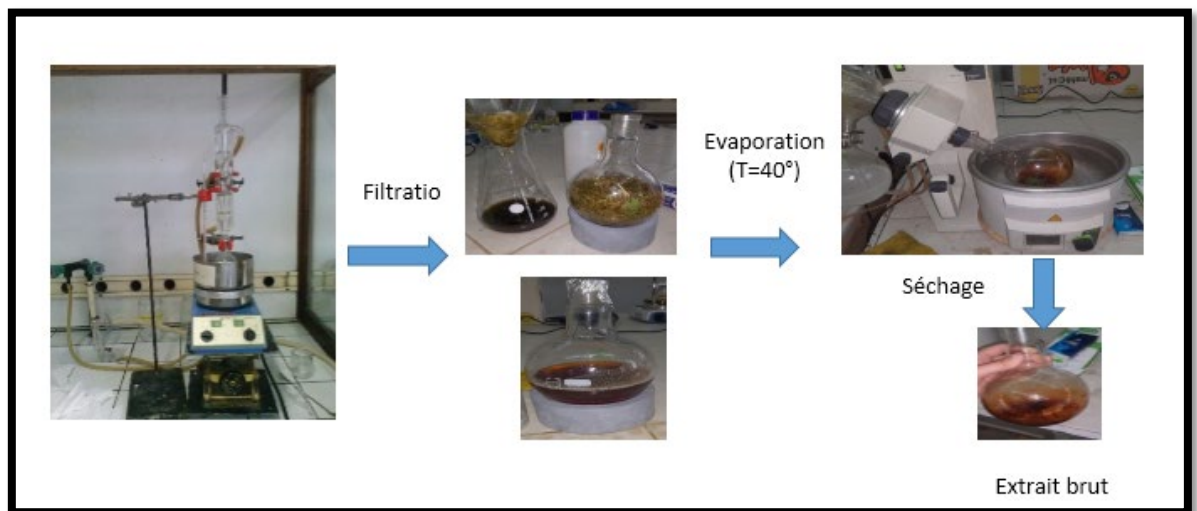 Filtratio
Evaporation
(T=40°)
Séchage
Extrait brut